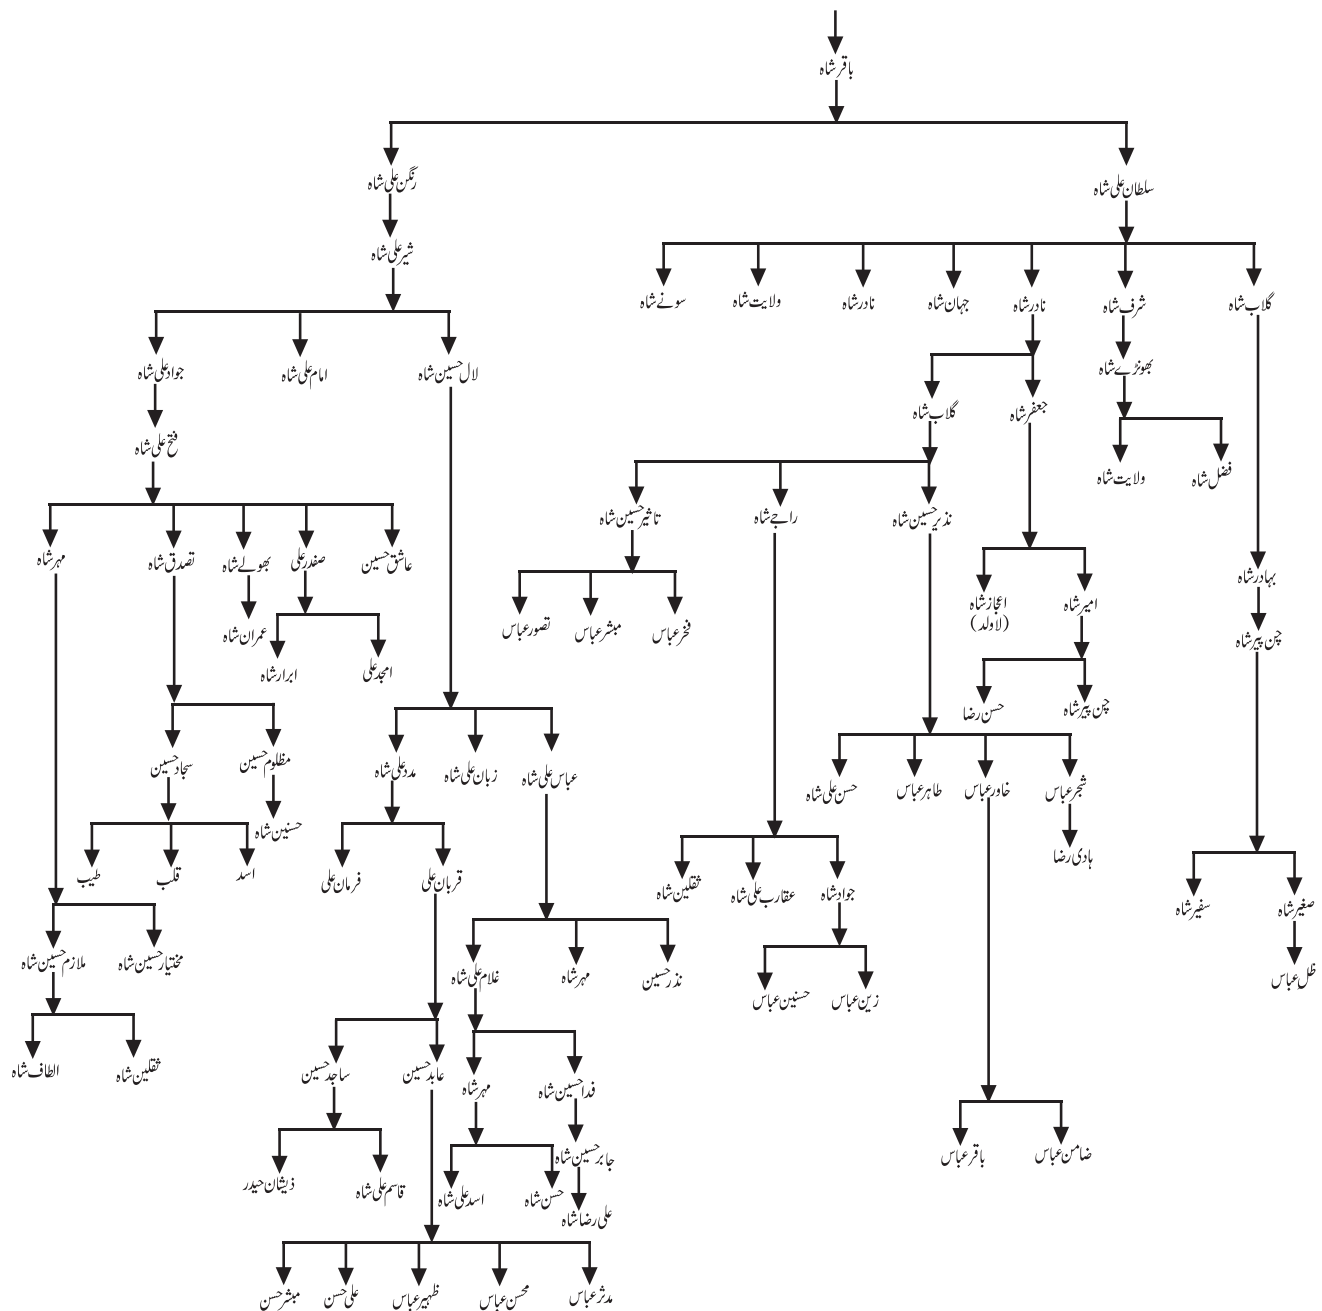 باقر شاہ
سلطان علی شاہ
رنگن علی شاہ
شیر علی شاہ
گلاب شاہ
شرف شاہ
نادر شاہ
جہان شاہ
نادر شاہ
ولایت شاہ
سونے شاہ
لال حسین شاہ
امام علی شاہ
جواد علی شاہ
بھونڑے شاہ
جعفر شاہ
گلاب شاہ
فتح علی شاہ
فضل شاہ
ولایت شاہ
نذیر حسین شاہ
راجے شاہ
تاثیر حسین شاہ
عاشق حسین
صفدر علی
بھولے شاہ
تصدق شاہ
مہر شاہ
بہادر شاہ
امیر شاہ
اعجاز شاہ
(لاولد)
فخر عباس
مبشر عباس
تصور عباس
عمران شاہ
چن پیر شاہ
امجد علی
ابرار شاہ
چن پیر شاہ
حسن رضا
مظلوم حسین
سجاد حسین
عباس علی شاہ
زبان علی شاہ
مدد علی شاہ
شجر عباس
خاور عباس
طاہر عباس
حسن علی شاہ
حسنین شاہ
ہادی رضا
اسد
قلب
طیب
قربان علی
فرمان علی
جواد شاہ
عقارب علی شاہ
ثقلین شاہ
صغیر شاہ
سفیر شاہ
مختیار حسین شاہ
ملازم حسین شاہ
نذر حسین
مہر شاہ
غلام علی شاہ
ظل عباس
زین عباس
حسنین عباس
ثقلین شاہ
الطاف شاہ
عابد حسین
ساجد حسین
فدا حسین شاہ
مہر شاہ
ضامن عباس
باقر عباس
جابر حسین شاہ
قاسم علی شاہ
ذیشان حیدر
حسن شاہ
اسد علی شاہ
علی رضا شاہ
مدثر عباس
محسن عباس
ظہیر عباس
علی حسن
مبشر حسن